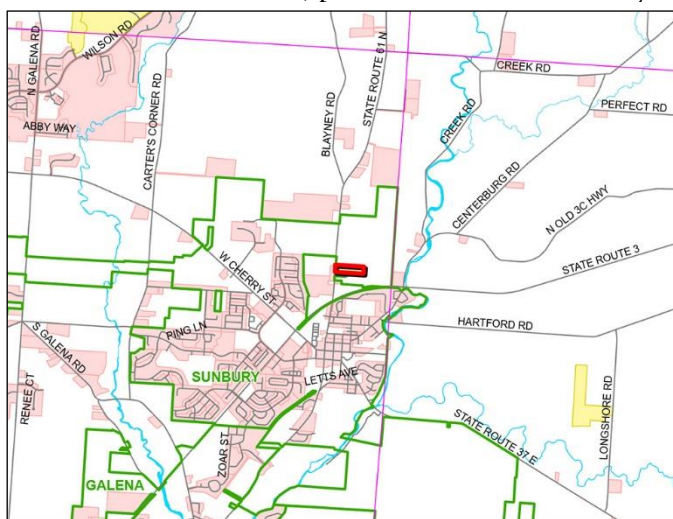 WILSON RD
N GALENA RD
ABBY WAY
CARTER'S CORNER RD
BLAYNEY RD
STATE ROUTE 61 N
CREEK RD
CREEK RD
PERFECT RD
CENTERBURG RD
N OLD 3C HWY
STATE ROUTE 3
W CHERRY ST
PING LN
HARTFORD RD
S GALENA RD
SUNBURY
LETTS AVE
RENEE CT
ZOAR ST
LONGSHORE RD
STATE ROUTE 37 E
GALENA